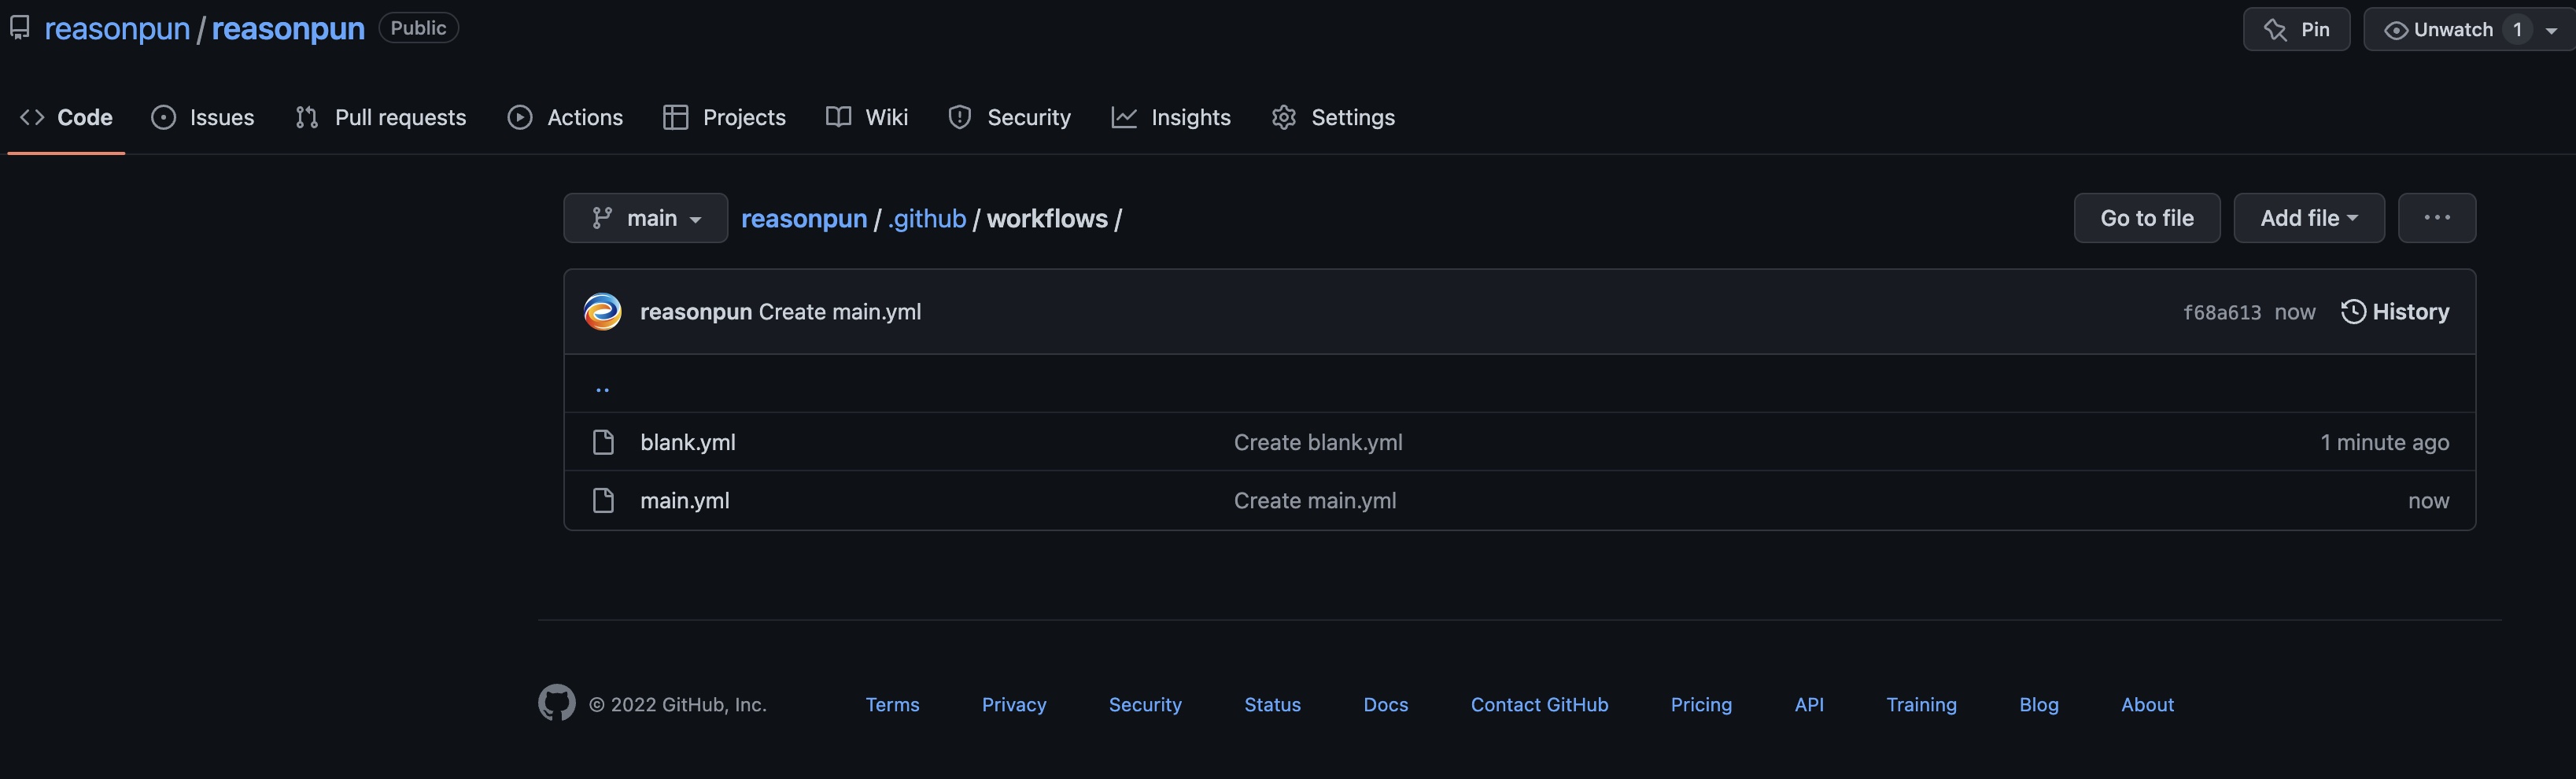 reasonpun / reasonpun Public Pin Unwatch 1
Code Issues Pull requests Actions Projects Wiki Security Insights Settings
main reasonpun / .github / workflows / Go to file Add file ...
reasonpun Create main.yml f68a613 now History
..
blank.yml Create blank.yml 1 minute ago
main.yml Create main.yml now
© 2022 GitHub, Inc. Terms Privacy Security Status Docs Contact GitHub Pricing API Training Blog About